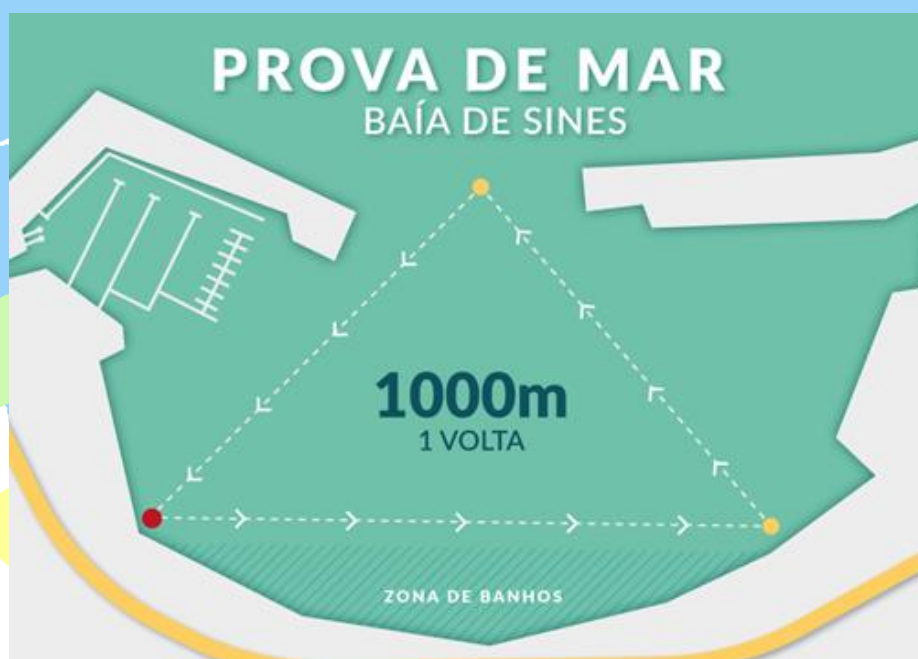 PROVA DE MAR
BAÍA DE SINES
1000m
1 VOLTA
ZONA DE BANHOS